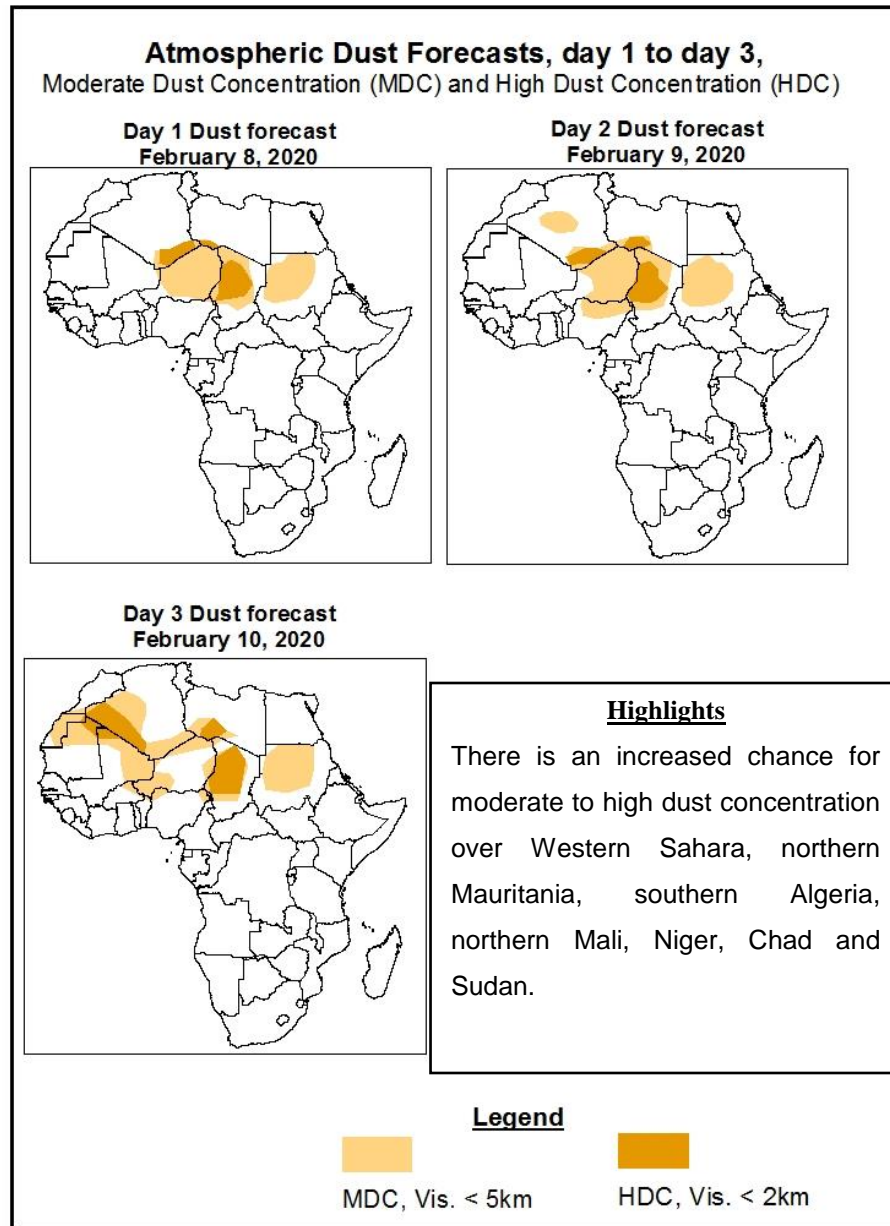 Atmospheric Dust Forecasts, day 1 to day 3,
Moderate Dust Concentration (MDC) and High Dust Concentration (HDC)
Day 1 Dust forecast
February 8, 2020
Day 2 Dust forecast
February 9, 2020
Day 3 Dust forecast
February 10, 2020
Highlights
There is an increased chance for
moderate to high dust concentration
over Western Sahara, northern
Mauritania, southern Algeria,
northern Mali, Niger, Chad and
Sudan.
Legend
MDC, Vis. < 5km
HDC, Vis. < 2km